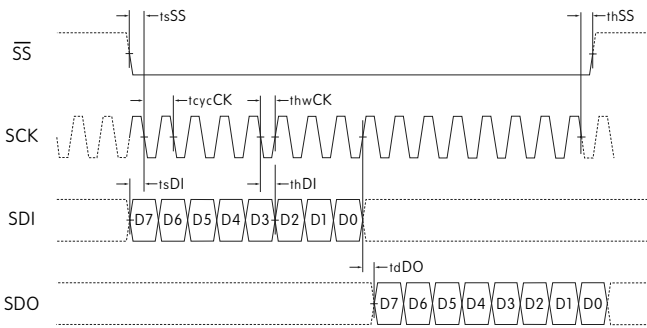 tsSS
thSS
SS
tcycCK
thwCK
SCK
tsDI
thDI
SDI
D7 D6 D5 D4 D3 D2 D1 D0
tdDO
SDO
D7 D6 D5 D4 D3 D2 D1 D0